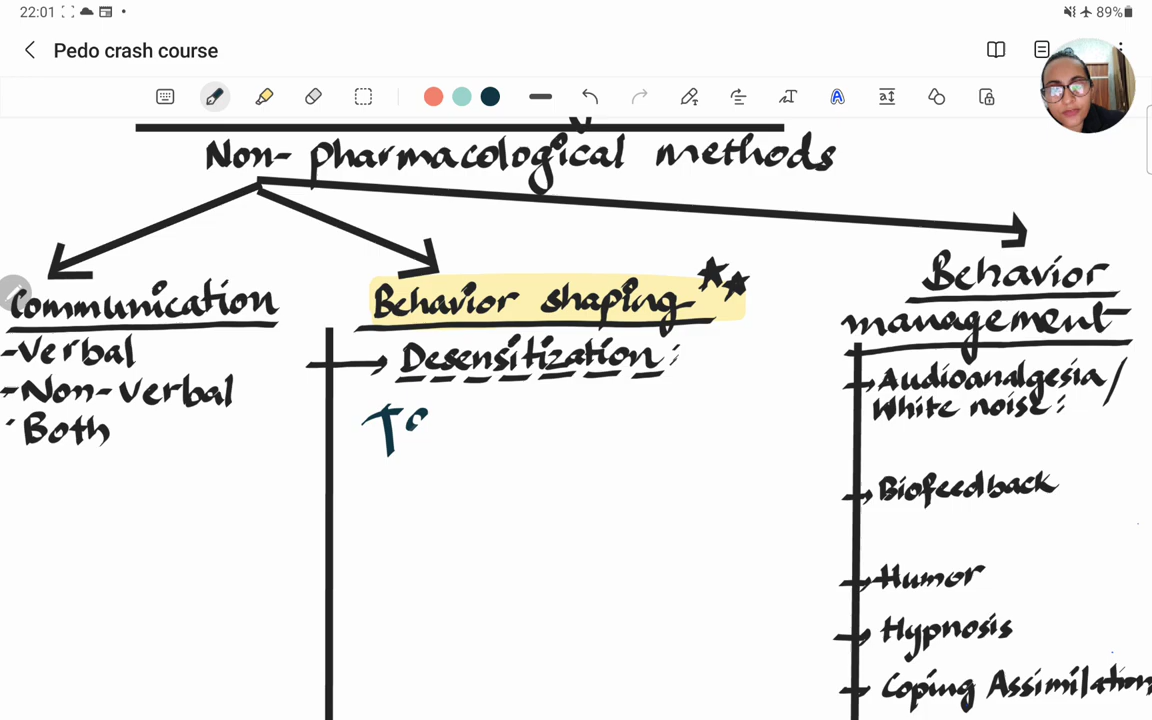 22:01
89%
Pedo crash course
Non-pharmacological methods
Communication
-Verbal
-Non-verbal
Both
Behavior shaping
Desensitization:
Behavior
management
Audioanalgesia/
White noise:
Biofeedback
Humor
Hypnosis
Coping Assimilation